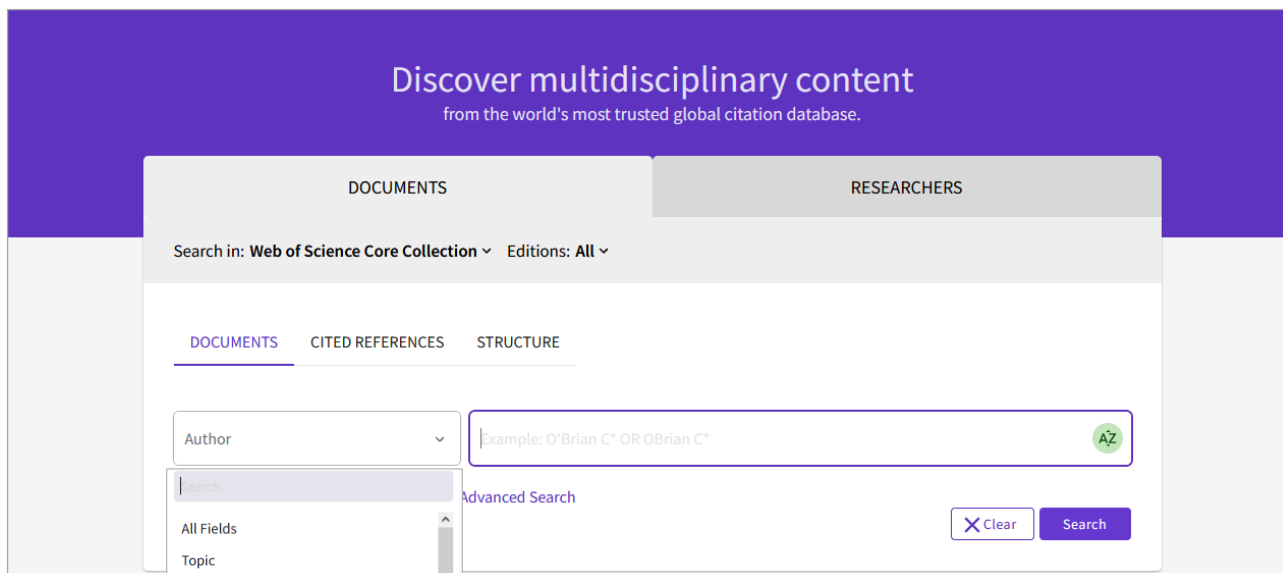 Discover multidisciplinary content
from the world's most trusted global citation database.
DOCUMENTS
RESEARCHERS
Search in: Web of Science Core Collection Editions: All
DOCUMENTS CITED REFERENCES STRUCTURE
Author
Example: O'Brian C* OR OBrian C*
AZ
Search
Advanced Search
All Fields
Clear
Search
Topic